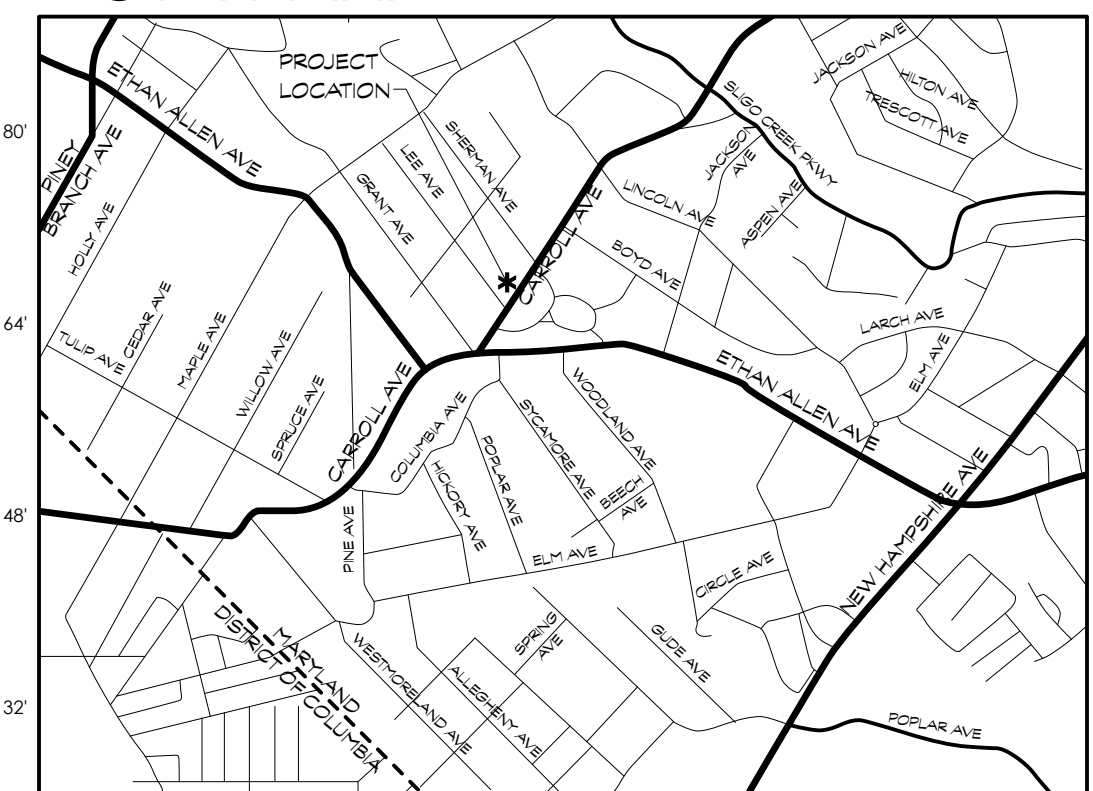 PROJECT
LOCATION
JACKSON AVE
HILTON AVE
TRESCOTT AVE
SLIGO CREEK PKWY
ETHAN ALLEN AVE
80'
PINEY
BRANCH AVE
SHERMAN AVE
LEE AVE
GRANT AVE
JACKSON
AVE
LINCOLN AVE
ASPEN AVE
HOLLY AVE
CARROLL AVE
BOYD AVE
64'
TULIP AVE
CEDAR AVE
MAPLE AVE
WILLOW AVE
SPRUCE AVE
CARROLL AVE
COLUMBIA AVE
LARCH AVE
ELM AVE
ETHAN ALLEN AVE
WOODLAND AVE
SYCAMORE AVE
POPLAR AVE
HICKORY AVE
BEECH
AVE
48'
PINE AVE
ELM AVE
CIRCLE AVE
NEW HAMPSHIRE AVE
SPRING
AVE
GUDE AVE
WESTMORELAND AVE
ALLEGHENY AVE
MARYLAND
DISTRICT OF COLUMBIA
32'
POPLAR AVE